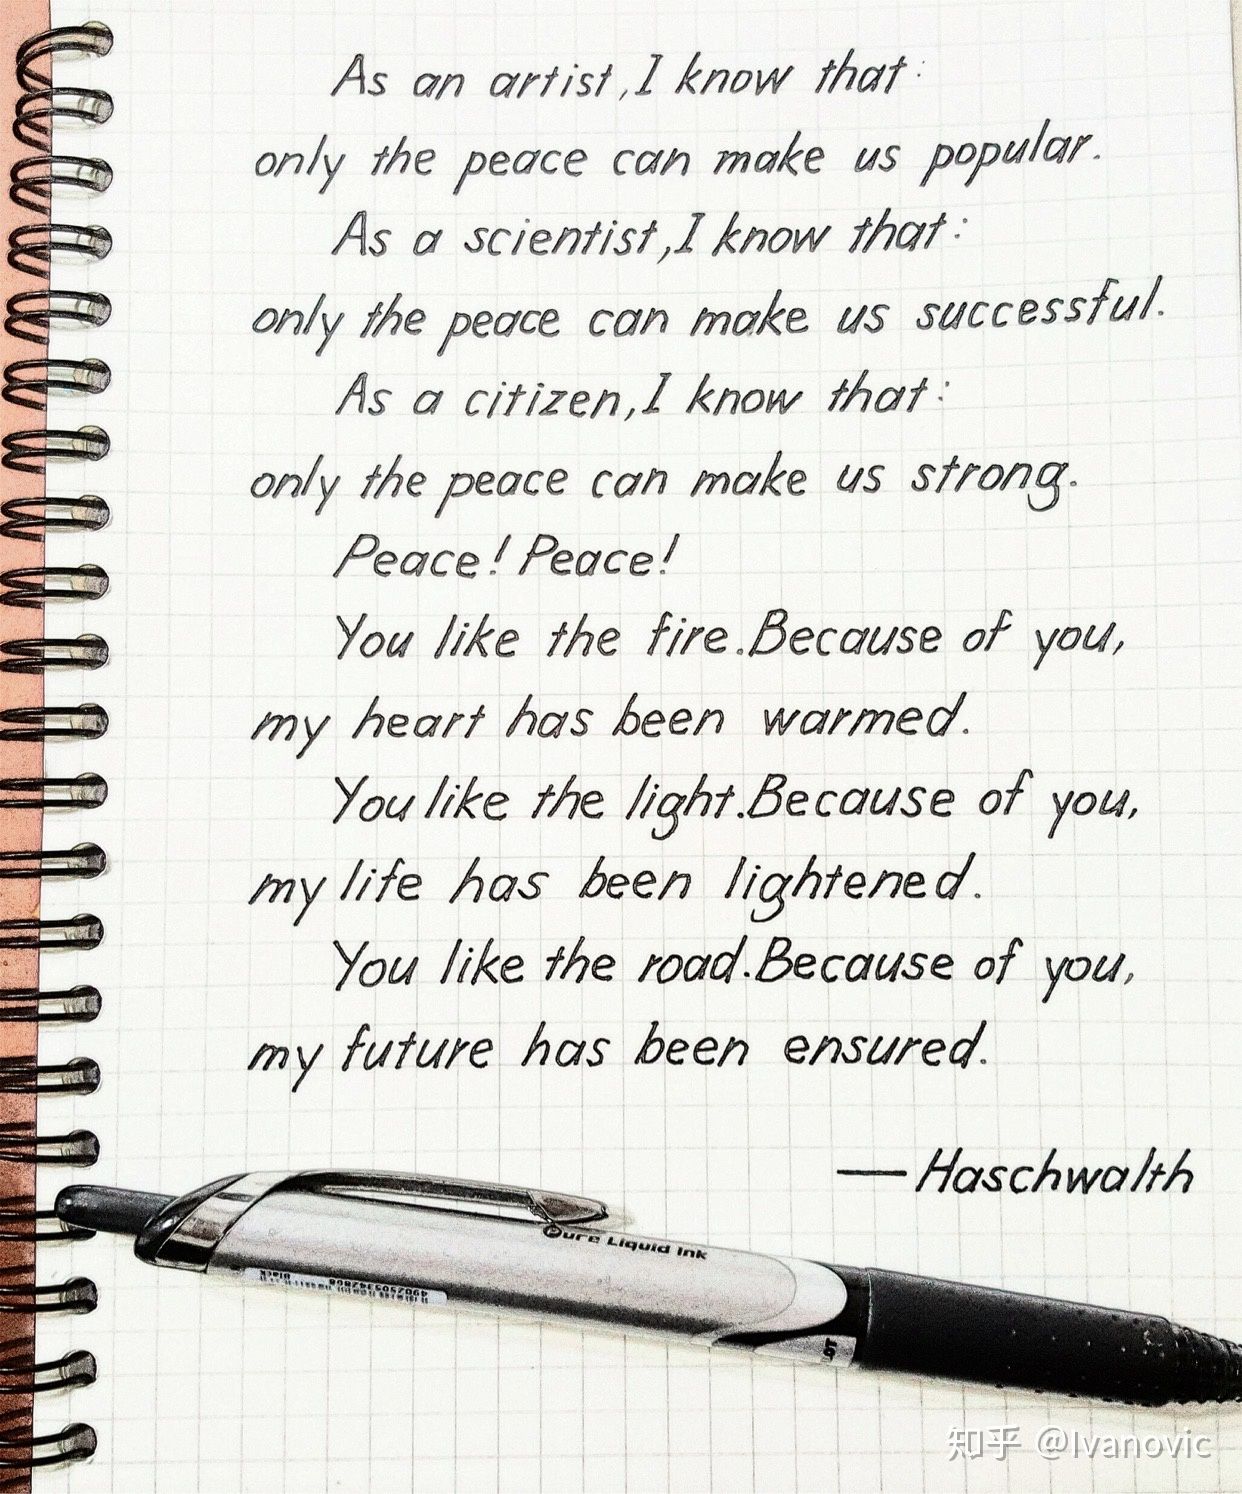 As an artist,I know that:
only the peace can make us popular.
As a scientist,I know that:
only the peace can make us successful.
As a citizen,I know that:
only the peace can make us strong.
Peace! Peace!
You like the fire.Because of you,
my heart has been warmed.
You like the light.Because of you,
my life has been lightened.
You like the road.Because of you,
my future has been ensured.
—Haschwalth
Pure Liquid Ink
知乎 @Ivanovic